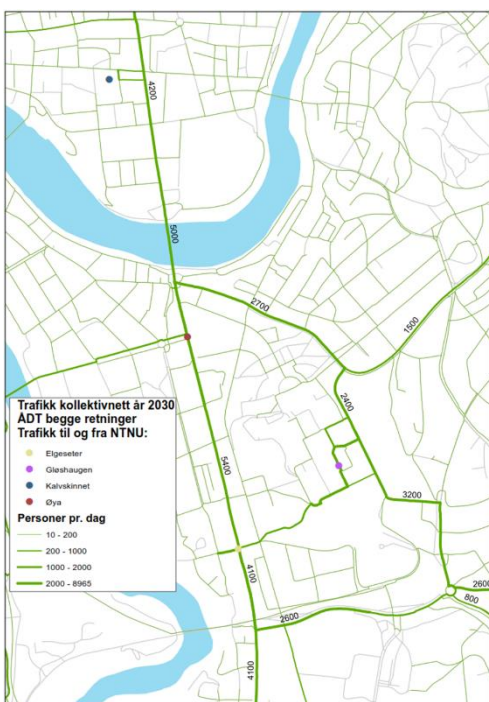 4200
5000
2700
1500
2400
5400
3200
4100
2600
800
2600
4100
Trafikk kollektivnett år 2030
ÅDT begge retninger
Trafikk til og fra NTNU:
Elgeseter
Gløshaugen
Kalvskinnet
Øya
Personer pr. dag
10 - 200
200 - 1000
1000 - 2000
2000 - 8965